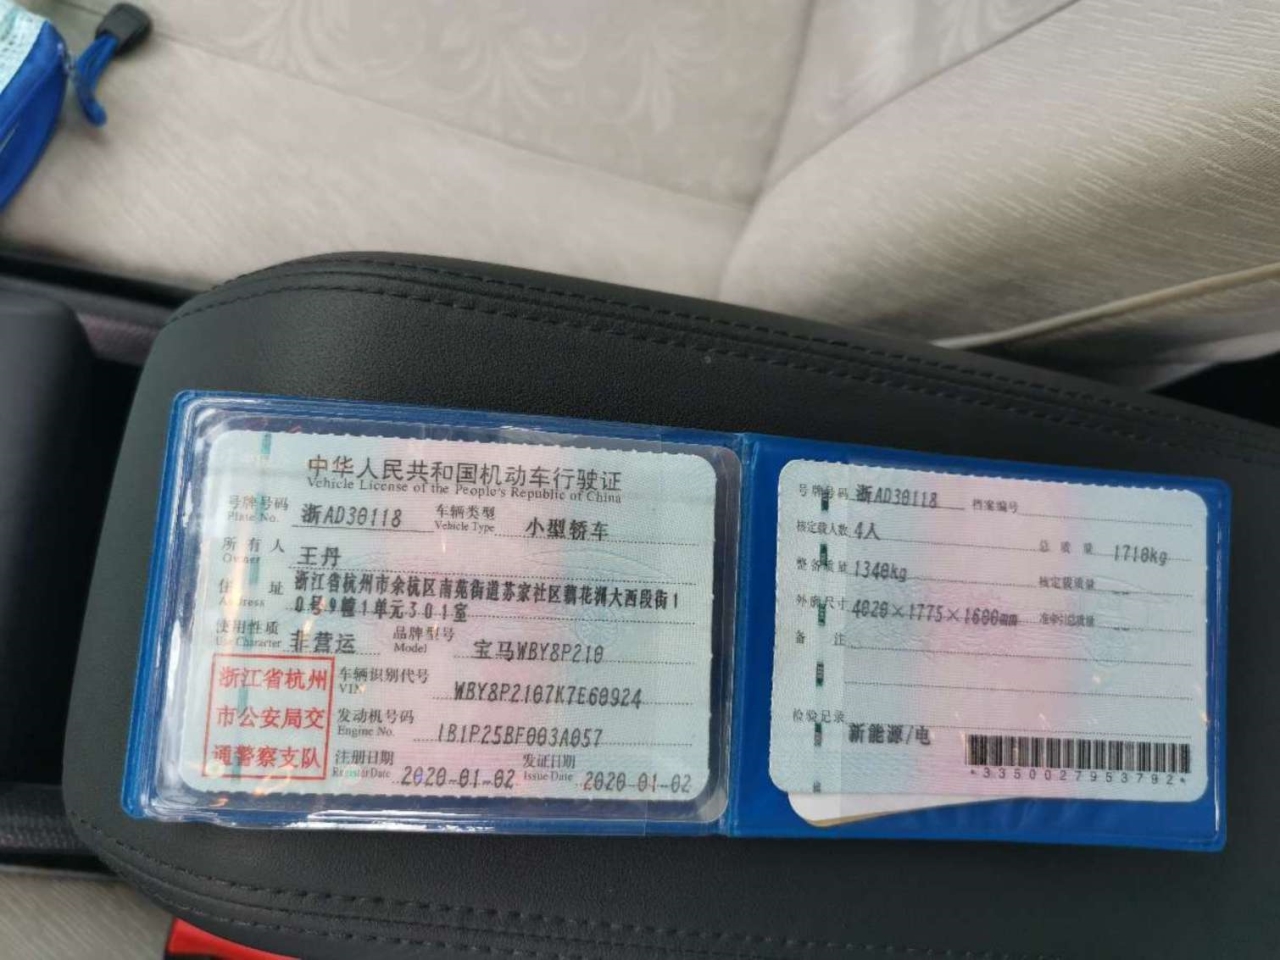 中华人民共和国机动车行驶证
Vehicle License of the People's Republic of China
号牌号码 浙AD30118 车辆类型 小型轿车
Plate No. Vehicle Type
所有人 王丹
Owner
住址 浙江省杭州市余杭区南苑街道苏家社区藕花洲大西段街1
Address 0号9幢1单元301室
使用性质 非营运 品牌型号 宝马WBY8P210
Use Character Model
浙江省杭州
市公安局交
通警察支队
车辆识别代号 WBY8P2107K7E60924
VIN
发动机号码 IB1P25BF003A057
Engine No.
注册日期 2020-01-02 发证日期 2020-01-02
Register Date Issue Date
号牌号码 浙AD30118 档案编号
核定载人数 4人 总质量 1710kg
整备质量 1340kg 核定载质量
外廓尺寸 4020×1775×1600mm 准牵引总质量
备注
检验记录
新能源/电
*3350027953792*